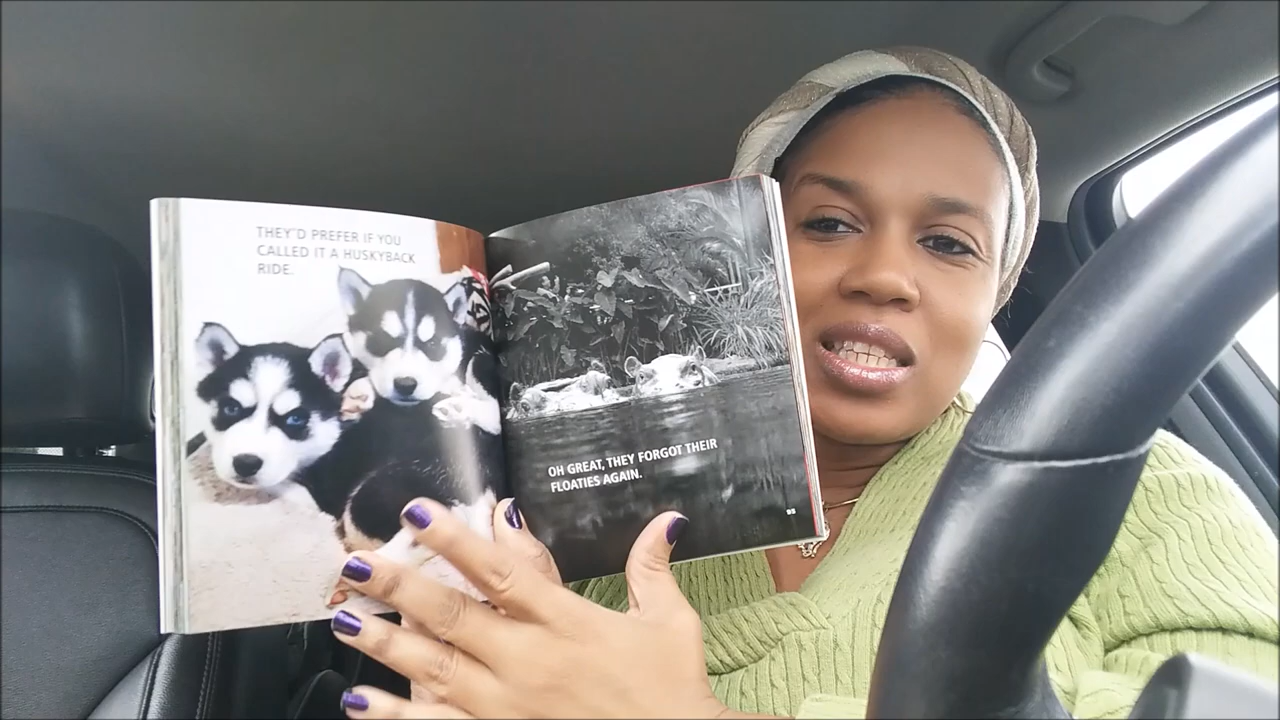 THEY'D PREFER IF YOU
CALLED IT A HUSKYBACK
RIDE.
OH GREAT, THEY FORGOT THEIR
FLOATIES AGAIN.
95